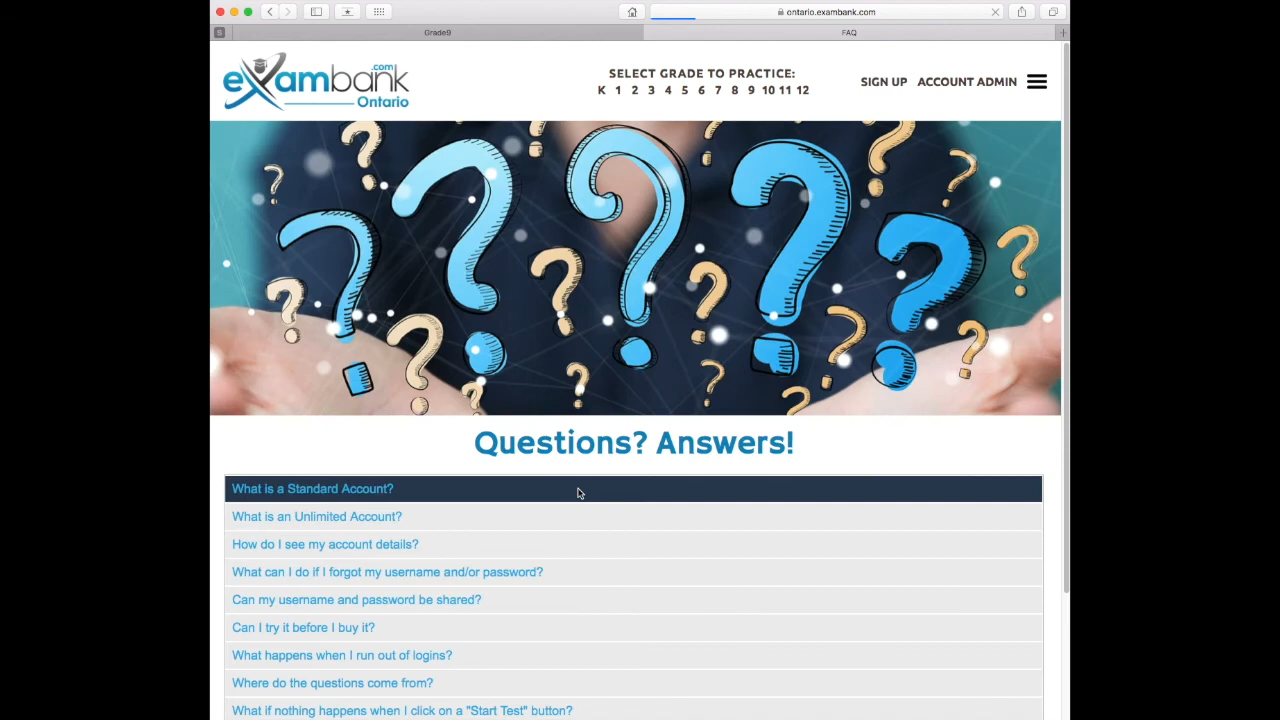 ontario.exambank.com
S
Grade9
FAQ
exambank
.com
Ontario
SELECT GRADE TO PRACTICE:
K 1 2 3 4 5 6 7 8 9 10 11 12
SIGN UP ACCOUNT ADMIN
Questions? Answers!
What is a Standard Account?
What is an Unlimited Account?
How do I see my account details?
What can I do if I forgot my username and/or password?
Can my username and password be shared?
Can I try it before I buy it?
What happens when I run out of logins?
Where do the questions come from?
What if nothing happens when I click on a "Start Test" button?